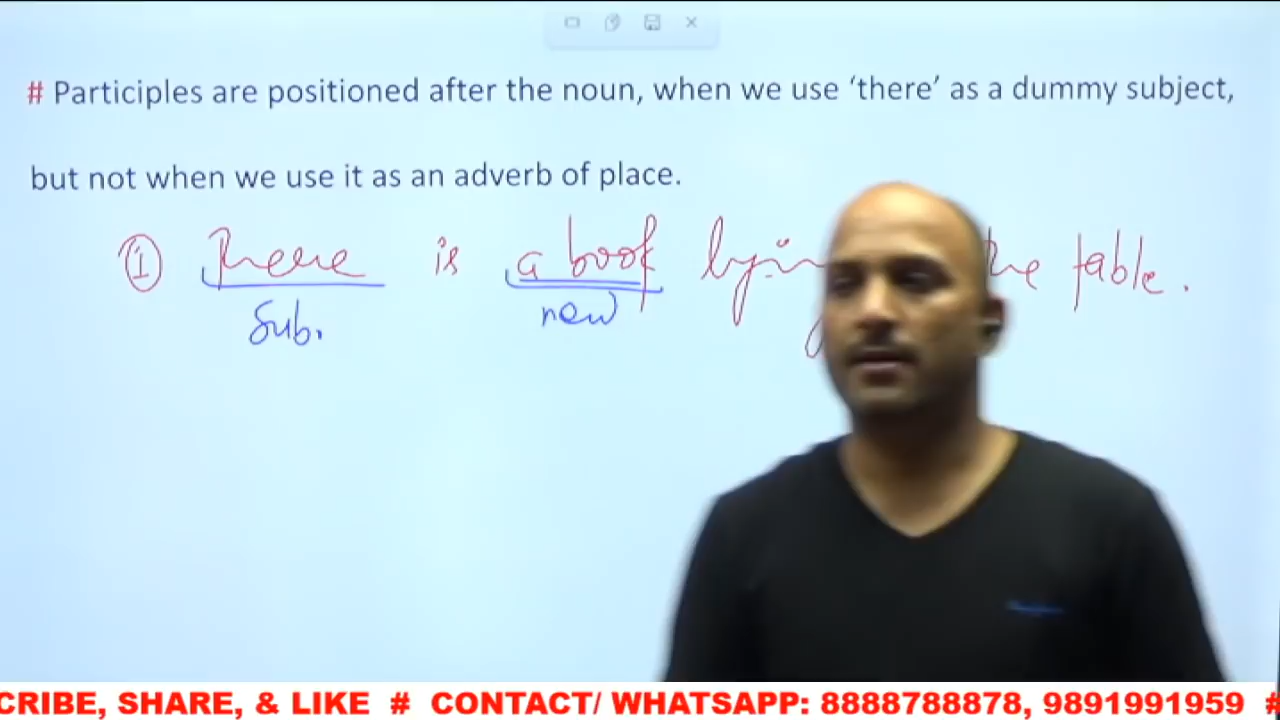 # Participles are positioned after the noun, when we use ‘there’ as a dummy subject,
but not when we use it as an adverb of place.
① There is a book lying the table.
Sub. new
CRIBE, SHARE, & LIKE # CONTACT/ WHATSAPP: 8888788878, 9891991959 #